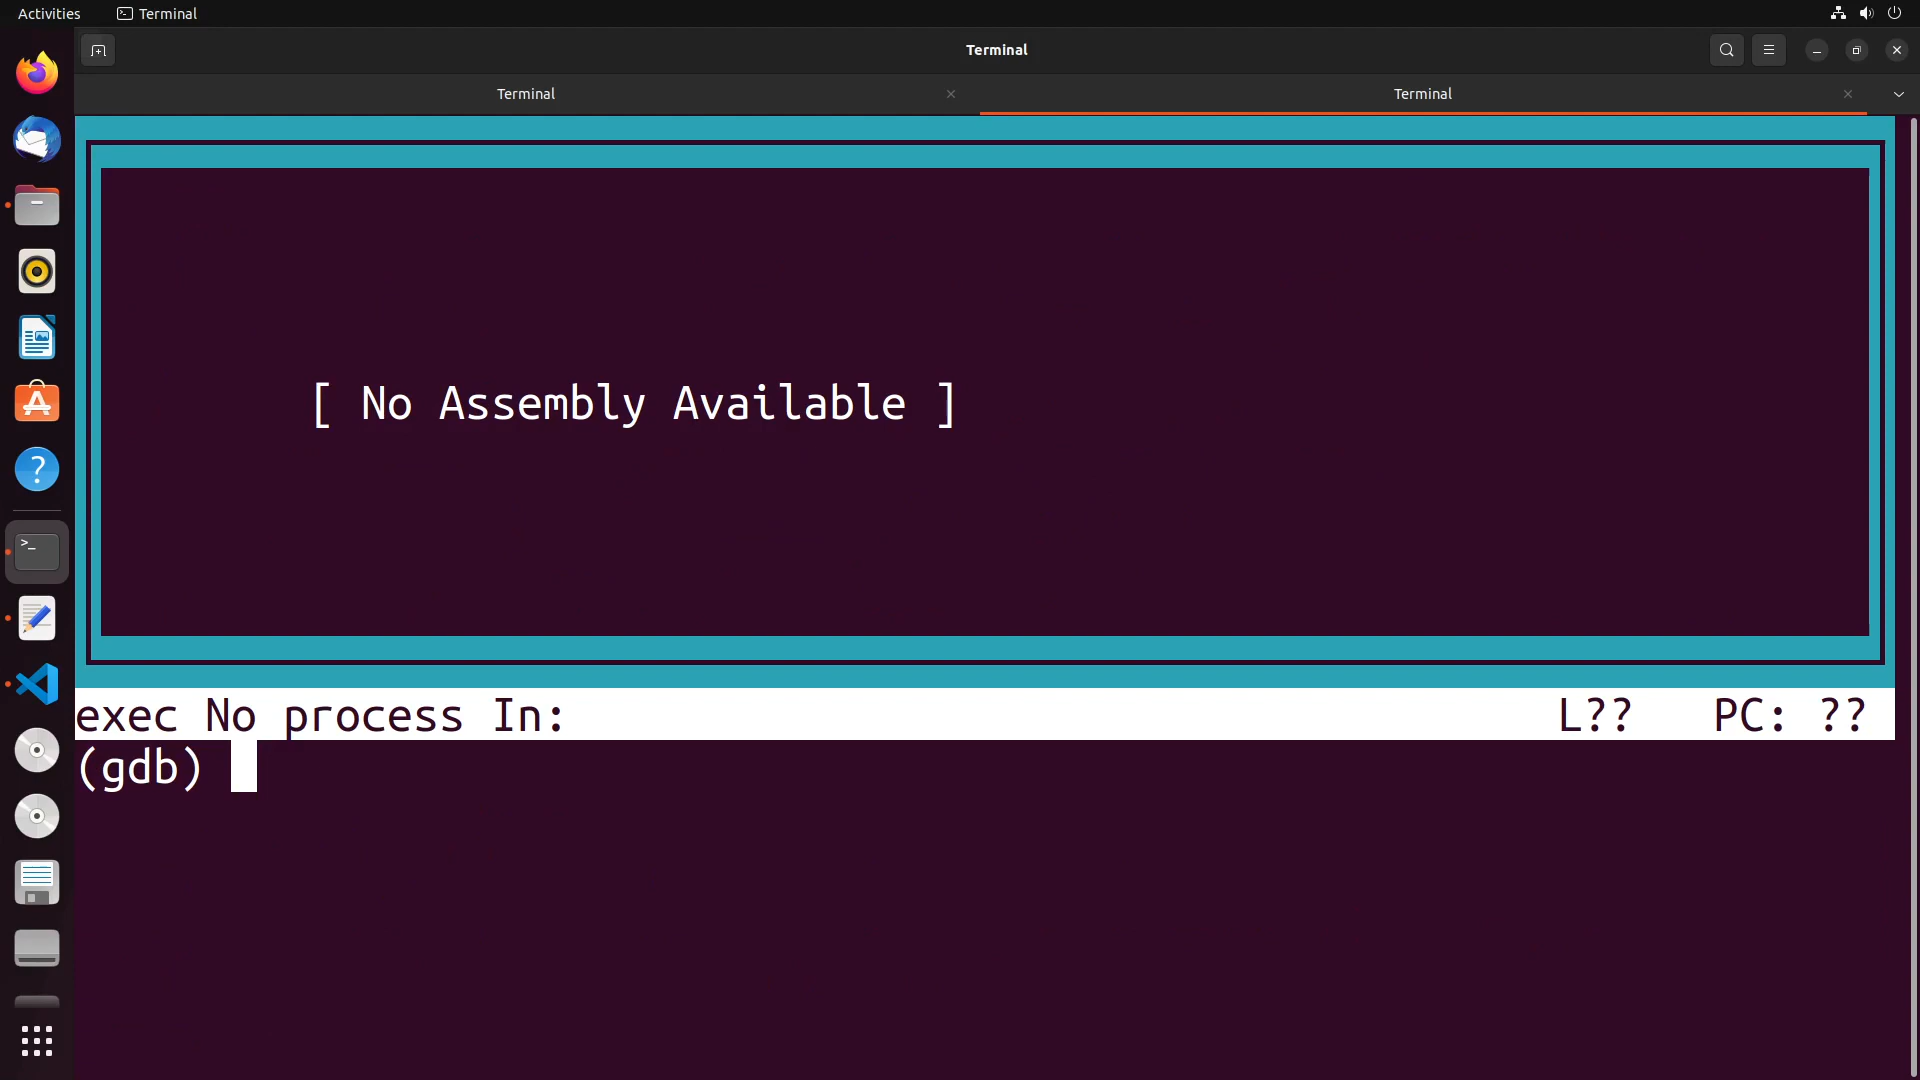 Activities
Terminal
Terminal
Terminal
Terminal
[ No Assembly Available ]
exec No process In: L?? PC: ??
(gdb)